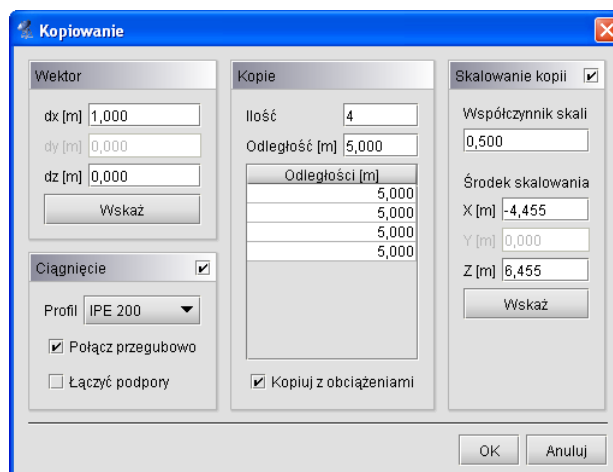 Kopiowanie
Wektor
dx [m] 1,000
dy [m] 0,000
dz [m] 0,000
Wskaż
Ciągnięcie
Profil IPE 200
Połącz przegubowo
Łączyć podpory
Kopie
Ilość 4
Odległość [m] 5,000
Odległości [m]
5,000
5,000
5,000
5,000
Kopiuj z obciążeniami
Skalowanie kopii
Współczynnik skali
0,500
Środek skalowania
X [m] -4,455
Y [m] 0,000
Z [m] 6,455
Wskaż
OK
Anuluj